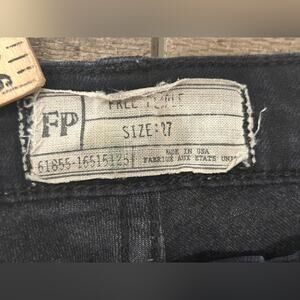 FREE PEOPLE
FP
SIZE:27
61855-16515125
MADE IN USA
FABRIQUE AUX ETATS UNIS